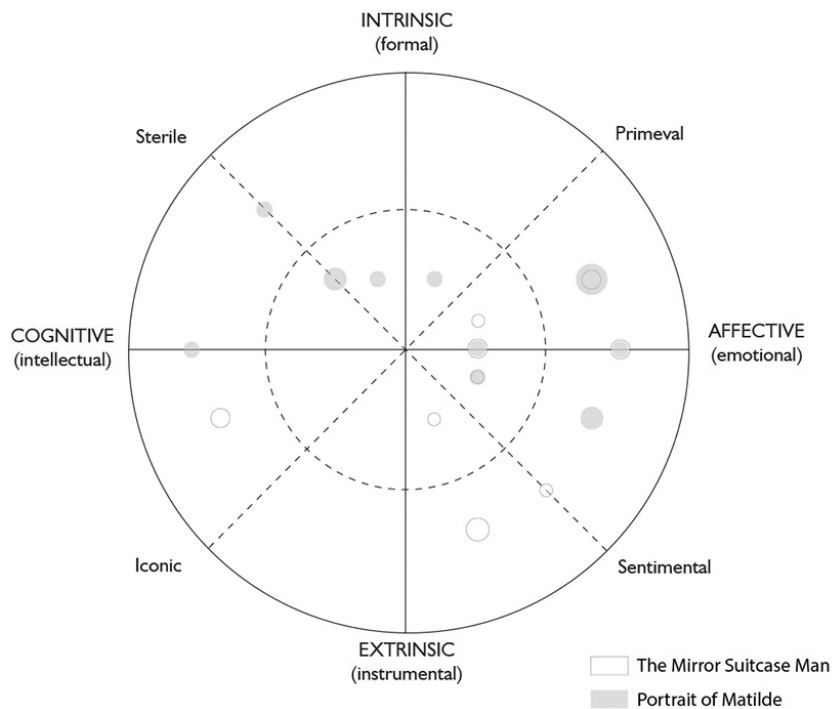 INTRINSIC
(formal)
Sterile
Primeval
COGNITIVE
(intellectual)
AFFECTIVE
(emotional)
Iconic
Sentimental
EXTRINSIC
(instrumental)
The Mirror Suitcase Man
Portrait of Matilde